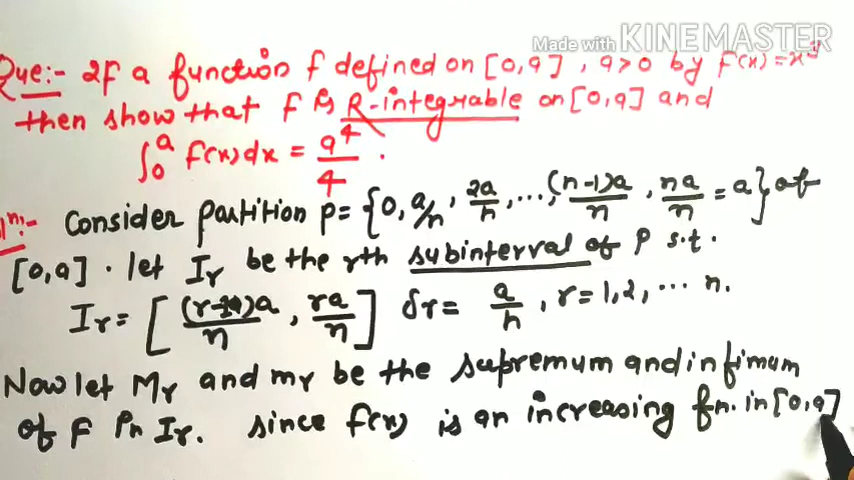 Made with KINEMASTER
Que:- If a function f defined on [0,a], a>0 by f(x)=x³
then show that f is R-integrable on [0,a] and
∫₀ᵃ f(x)dx = a⁴/4 .
Solⁿ:- Consider partition P= {0, a/n, 2a/n, ..., (n-1)a/n, na/n = a} of
[0,a] . let Ir be the rth subinterval of P s.t.
Ir = [(r-1)a/n, ra/n] δr= a/n , r=1,2, ... n.
Now let Mr and mr be the supremum and infimum
of f in Ir. since f(x) is an increasing fn. in [0,a]